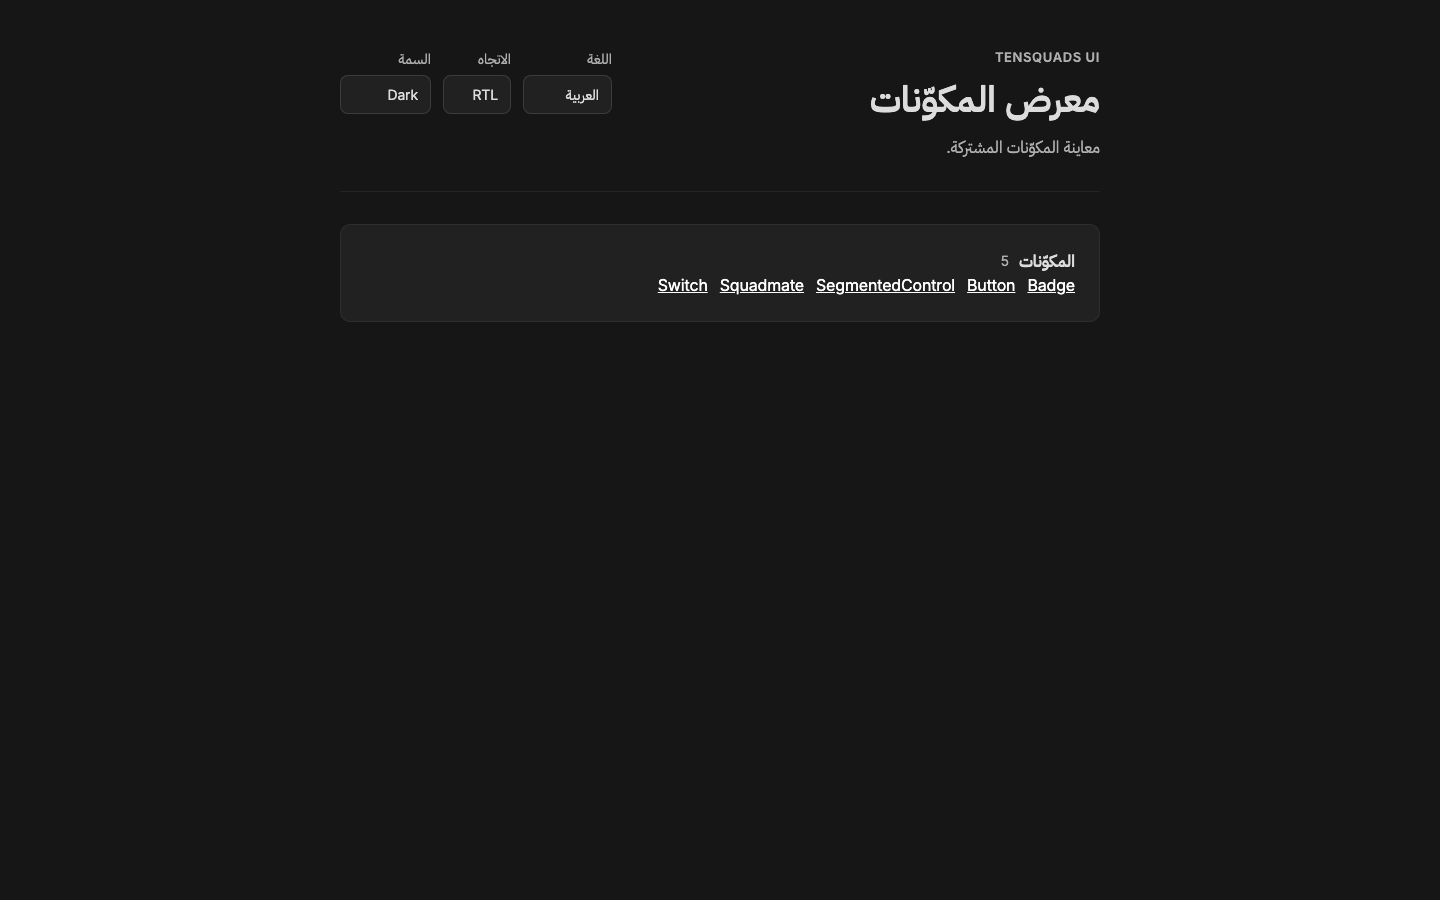 TENSQUADS UI
معرض المكوّنات
معاينة المكوّنات المشتركة.
اللغة
العربية
الاتجاه
RTL
السمة
Dark
المكوّنات 5
Badge Button SegmentedControl Squadmate Switch